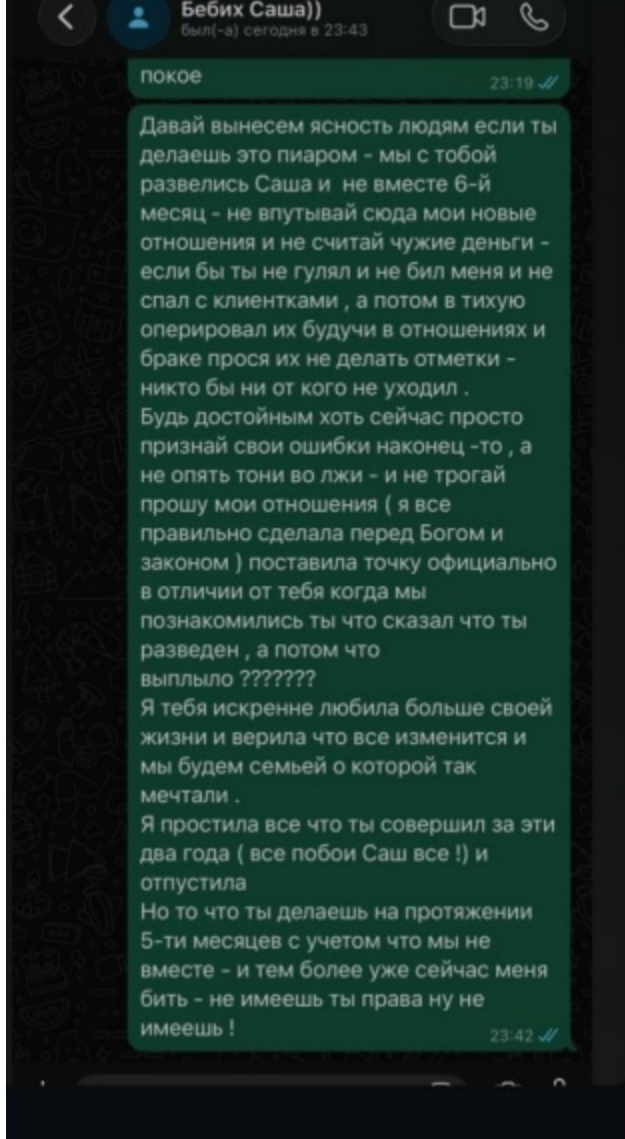 Бебих Саша))
был(-а) сегодня в 23:43
покое
23:19
Давай вынесем ясность людям если ты
делаешь это пиаром - мы с тобой
развелись Саша и не вместе 6-й
месяц - не впутывай сюда мои новые
отношения и не считай чужие деньги -
если бы ты не гулял и не бил меня и не
спал с клиентками , а потом в тихую
оперировал их будучи в отношениях и
браке прося их не делать отметки -
никто бы ни от кого не уходил .
Будь достойным хоть сейчас просто
признай свои ошибки наконец -то , а
не опять тони во лжи - и не трогай
прошу мои отношения ( я все
правильно сделала перед Богом и
законом ) поставила точку официально
в отличии от тебя когда мы
познакомились ты что сказал что ты
разведен , а потом что
выплыло ???????
Я тебя искренне любила больше своей
жизни и верила что все изменится и
мы будем семьей о которой так
мечтали .
Я простила все что ты совершил за эти
два года ( все побои Саш все !) и
отпустила
Но то что ты делаешь на протяжении
5-ти месяцев с учетом что мы не
вместе - и тем более уже сейчас меня
бить - не имеешь ты права ну не
имеешь !
23:42